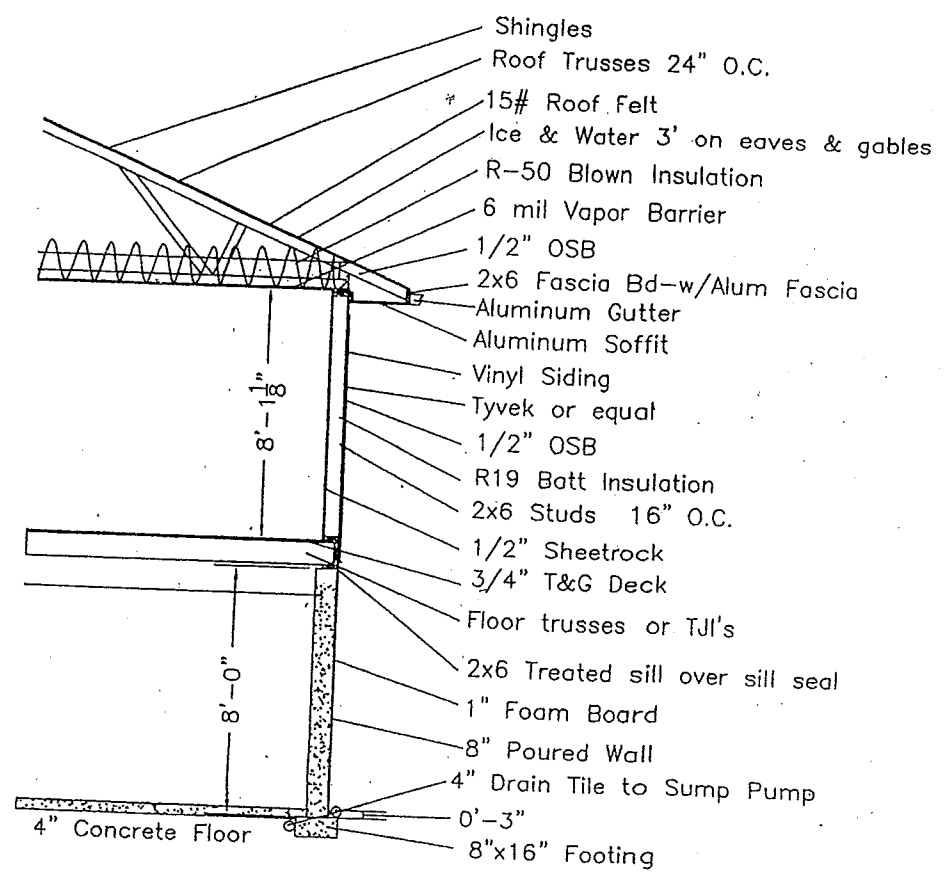 Shingles
Roof Trusses 24" O.C.
15# Roof Felt
Ice & Water 3' on eaves & gables
R-50 Blown Insulation
6 mil Vapor Barrier
1/2" OSB
2x6 Fascia Bd-w/Alum Fascia
Aluminum Gutter
Aluminum Soffit
Vinyl Siding
Tyvek or equal
1/2" OSB
R19 Batt Insulation
2x6 Studs 16" O.C.
1/2" Sheetrock
3/4" T&G Deck
Floor trusses or TJI's
2x6 Treated sill over sill seal
1" Foam Board
8" Poured Wall
4" Drain Tile to Sump Pump
0'-3"
8"x16" Footing
8'-1 1/8"
8'-0"
4" Concrete Floor